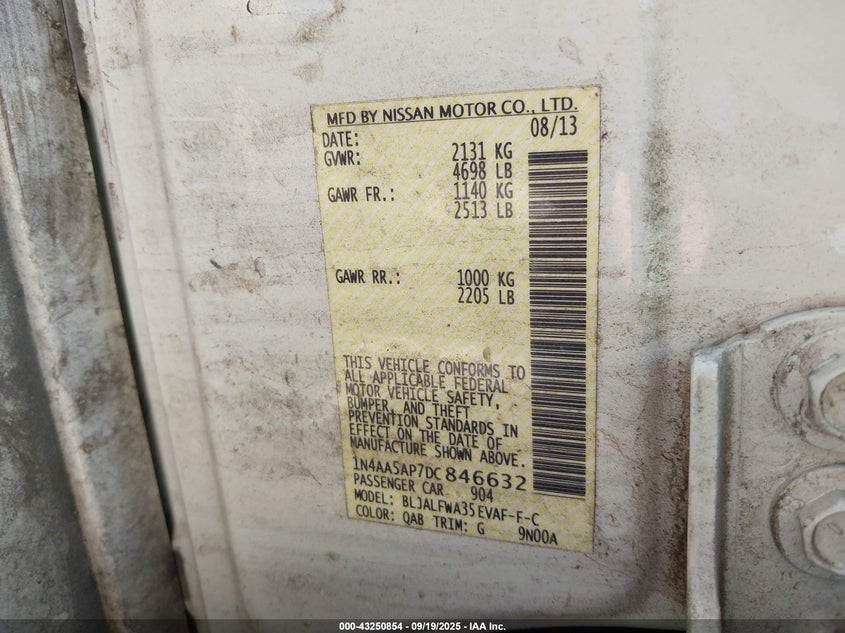 MFD BY NISSAN MOTOR CO., LTD.
DATE: 08/13
GVWR: 2131 KG
4698 LB
GAWR FR.: 1140 KG
2513 LB
GAWR RR.: 1000 KG
2205 LB
THIS VEHICLE CONFORMS TO
ALL APPLICABLE FEDERAL
MOTOR VEHICLE SAFETY,
BUMPER, AND THEFT
PREVENTION STANDARDS IN
EFFECT ON THE DATE OF
MANUFACTURE SHOWN ABOVE.
1N4AA5AP7DC846632
PASSENGER CAR 904
MODEL: BLJALFWA35EVAF-F-C
COLOR: QAB TRIM: G 9N00A
000-43250854 - 09/19/2025 - IAA Inc.